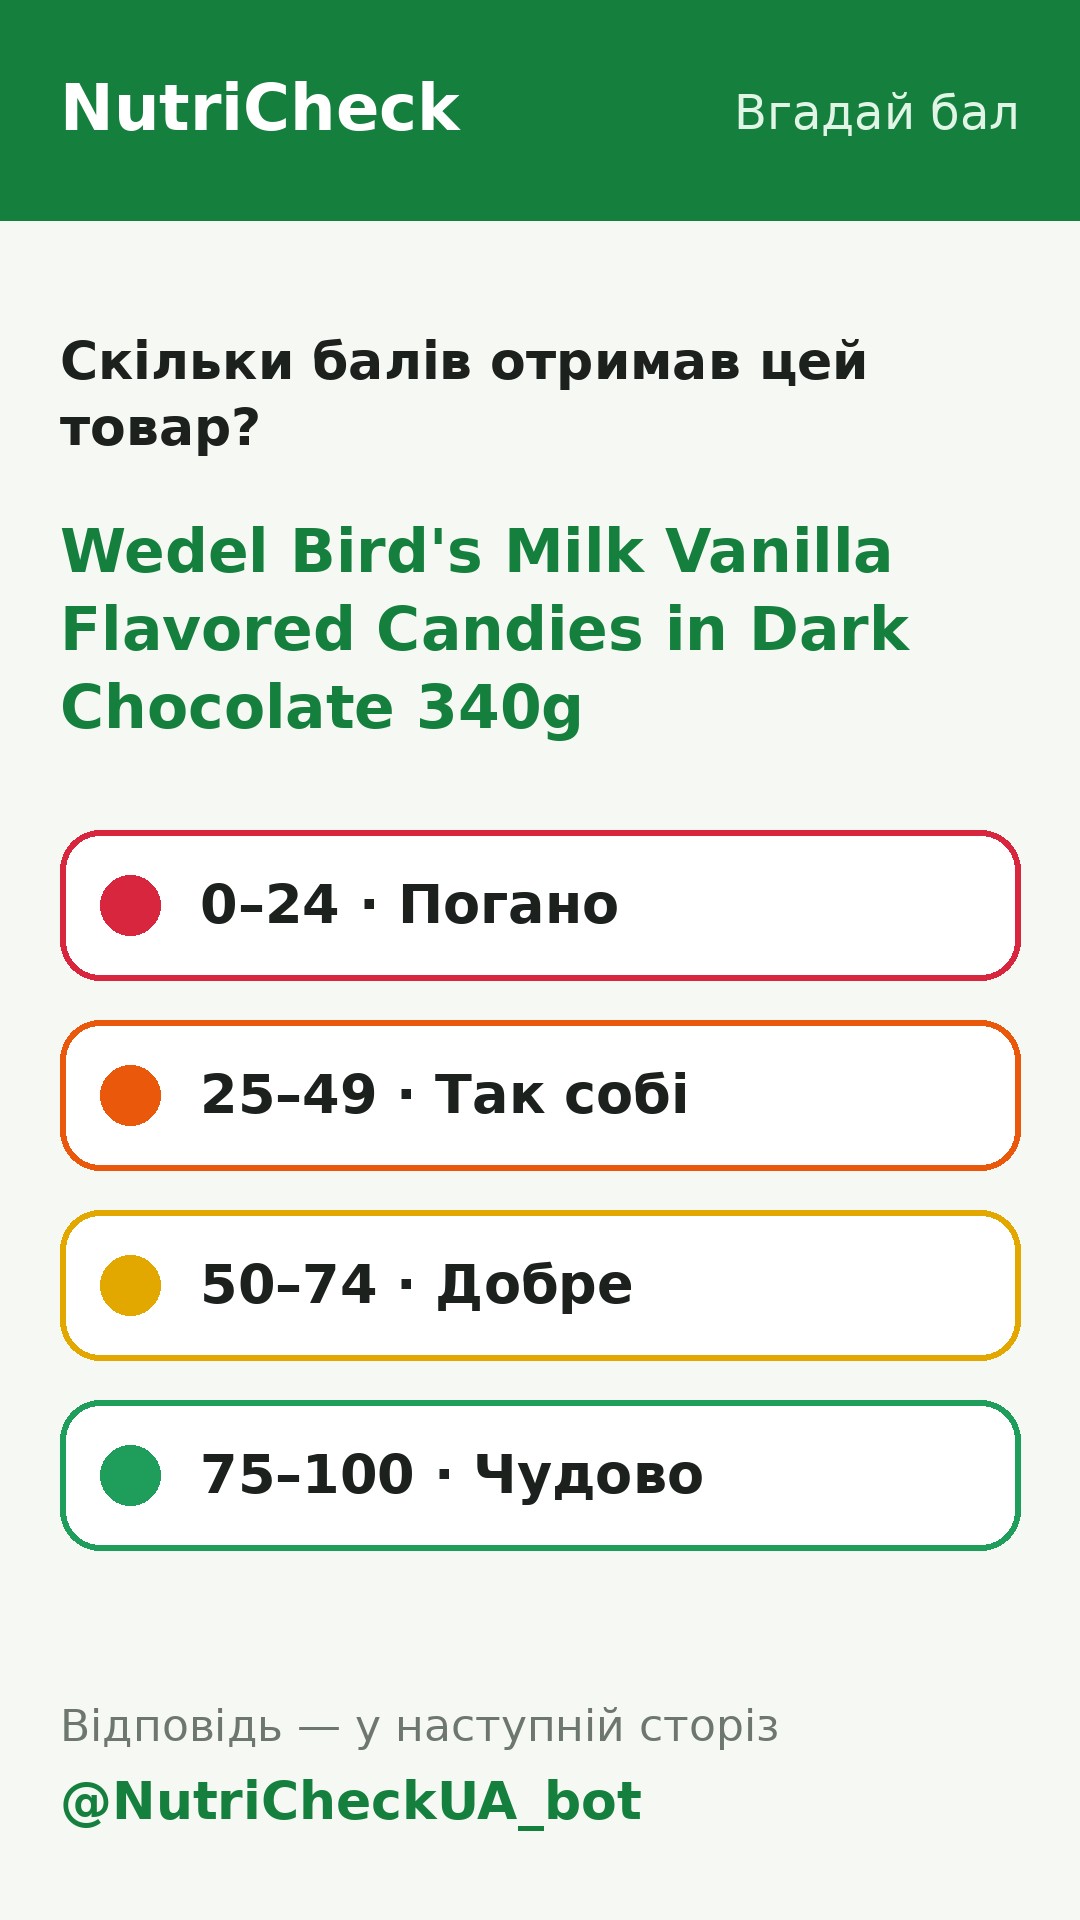 NutriCheck
Вгадай бал
Скільки балів отримав цей
товар?
Wedel Bird's Milk Vanilla
Flavored Candies in Dark
Chocolate 340g
0–24 · Погано
25–49 · Так собі
50–74 · Добре
75–100 · Чудово
Відповідь — у наступній сторіз
@NutriCheckUA_bot